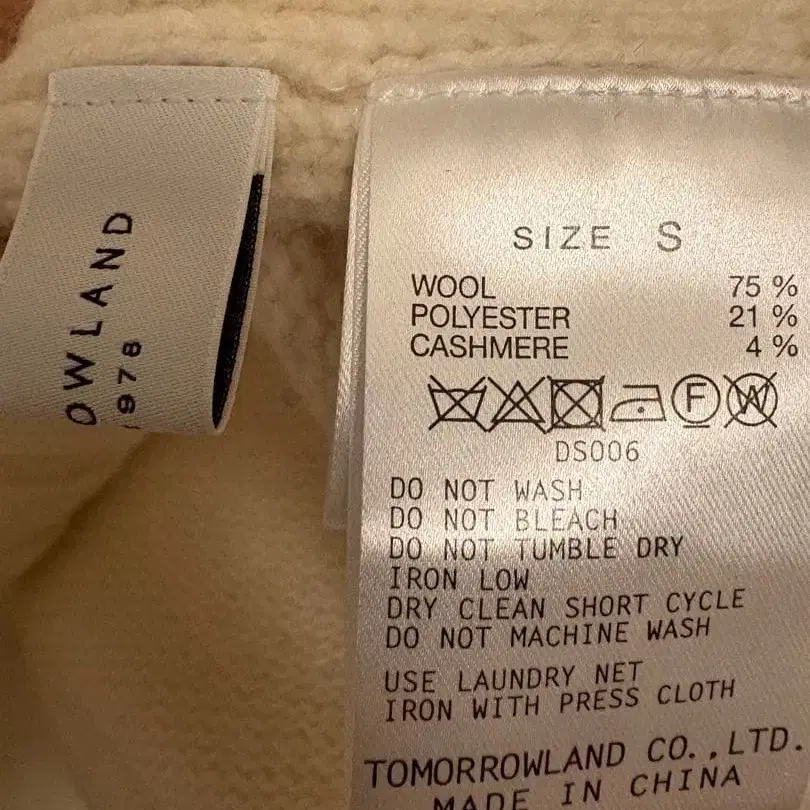 OWLAND
1978
SIZE S
WOOL 75 %
POLYESTER 21 %
CASHMERE 4 %
F W
DS006
DO NOT WASH
DO NOT BLEACH
DO NOT TUMBLE DRY
IRON LOW
DRY CLEAN SHORT CYCLE
DO NOT MACHINE WASH
USE LAUNDRY NET
IRON WITH PRESS CLOTH
TOMORROWLAND CO.,LTD.
MADE IN CHINA